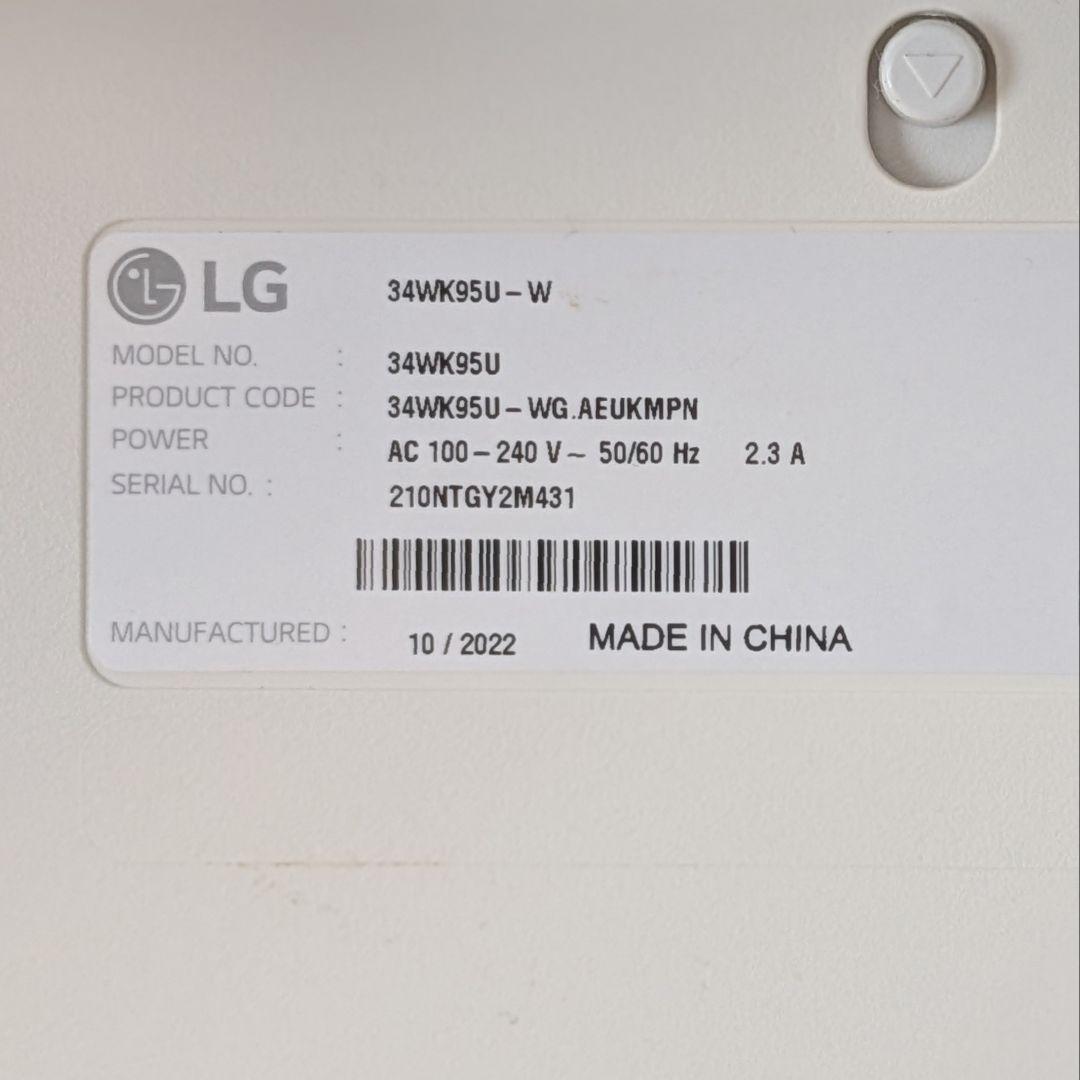 LG 34WK95U-W
MODEL NO. : 34WK95U
PRODUCT CODE : 34WK95U-WG.AEUKMPN
POWER : AC 100-240 V~ 50/60 Hz 2.3 A
SERIAL NO. : 210NTGY2M431
MANUFACTURED : 10 / 2022 MADE IN CHINA